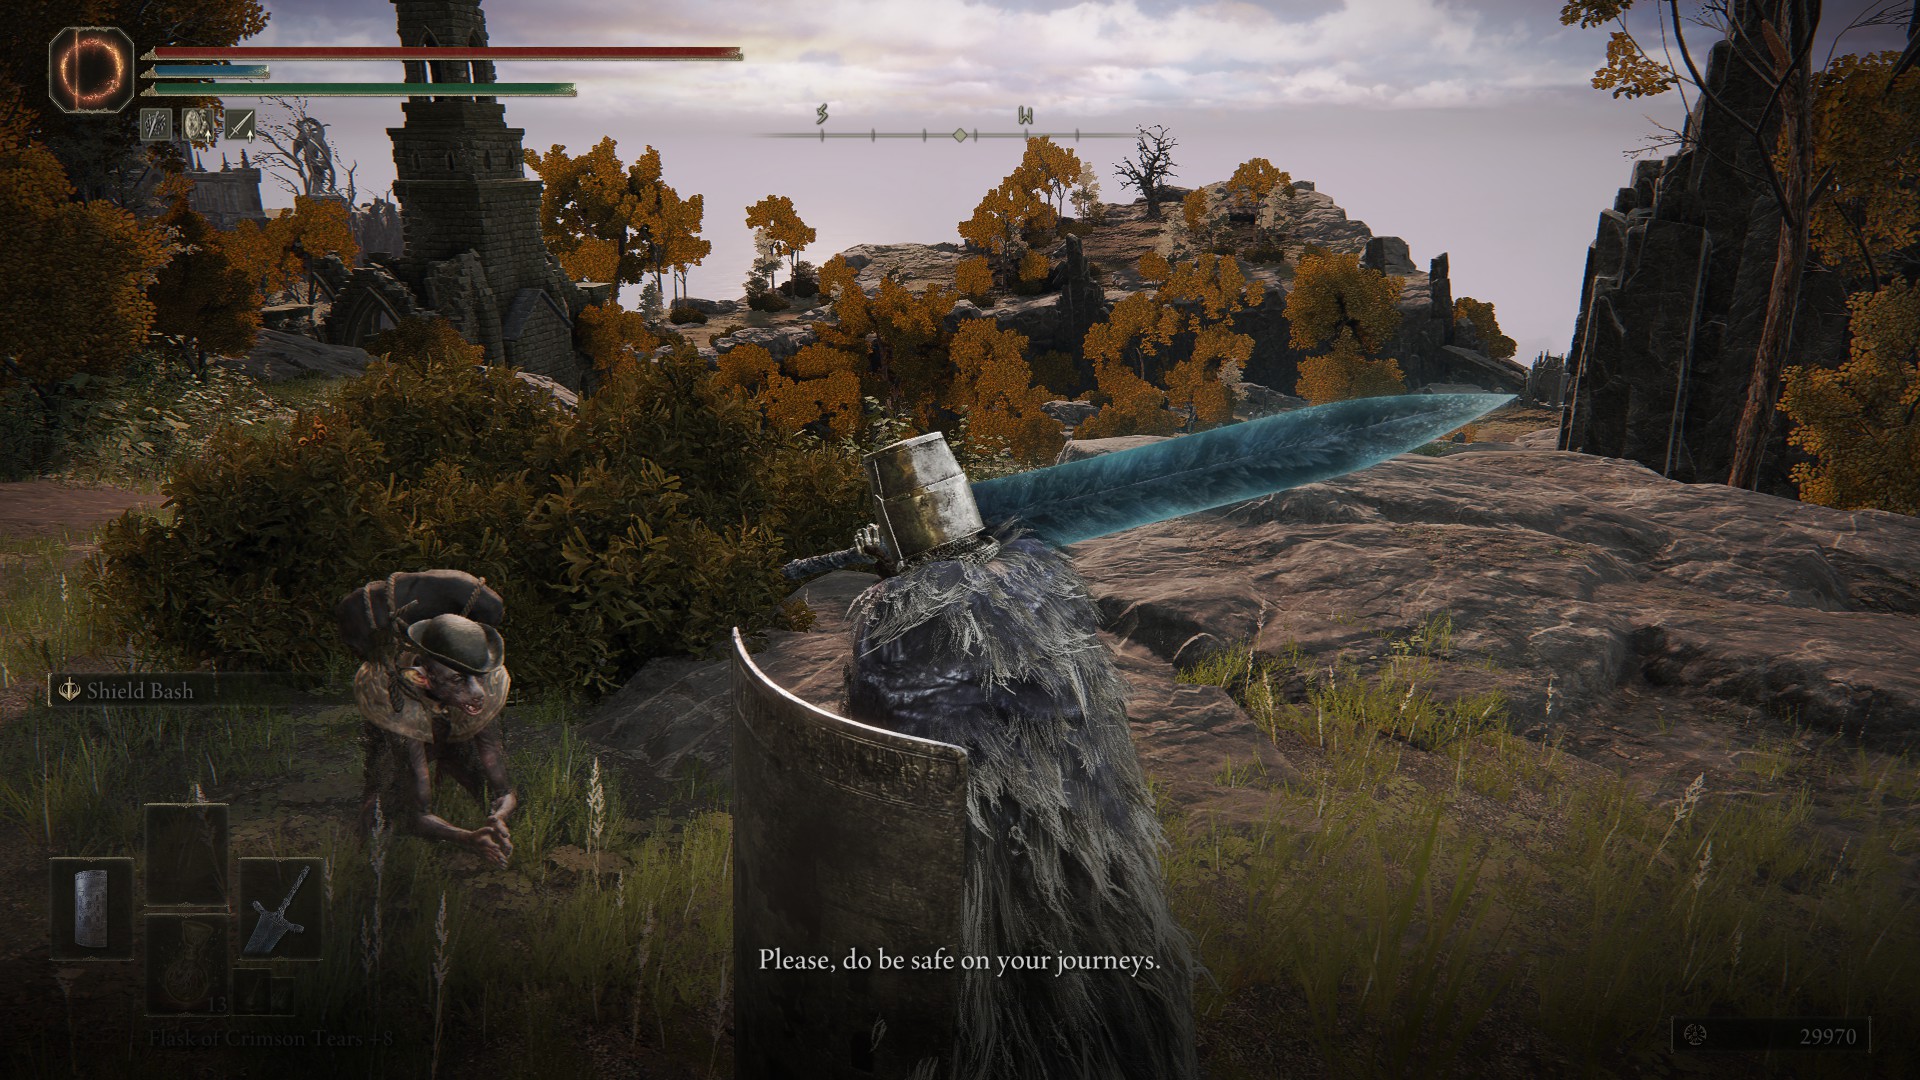 S W
Shield Bash
Please, do be safe on your journeys.
13
Flask of Crimson Tears +8
29970